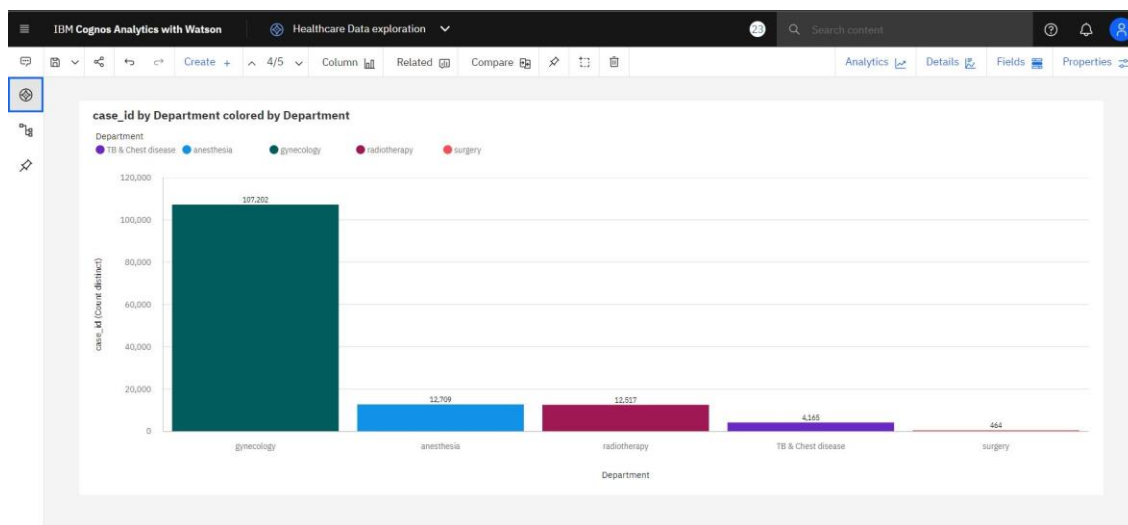 IBM Cognos Analytics with Watson
Healthcare Data exploration
23
Search content
Create +
4/5
Column
Related
Compare
Analytics
Details
Fields
Properties
case_id by Department colored by Department
Department
TB & Chest disease anesthesia gynecology radiotherapy surgery
120,000
107,202
100,000
80,000
60,000
40,000
20,000
12,709
12,517
4,165
464
0
case_id (Count distinct)
gynecology anesthesia radiotherapy TB & Chest disease surgery
Department